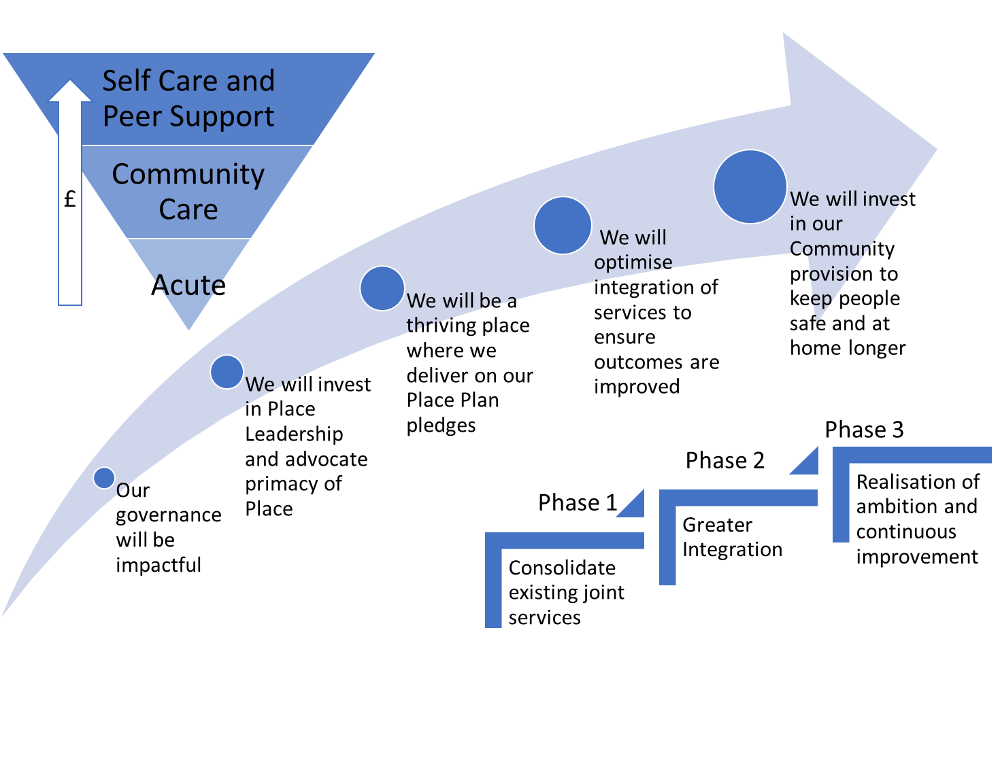 Self Care and
Peer Support
Community
Care
Acute
£
Our
governance
will be
impactful
We will invest
in Place
Leadership
and advocate
primacy of
Place
We will be a
thriving place
where we
deliver on our
Place Plan
pledges
We will
optimise
integration of
services to
ensure
outcomes are
improved
We will invest
in our
Community
provision to
keep people
safe and at
home longer
Phase 1
Consolidate
existing joint
services
Phase 2
Greater
Integration
Phase 3
Realisation of
ambition and
continuous
improvement